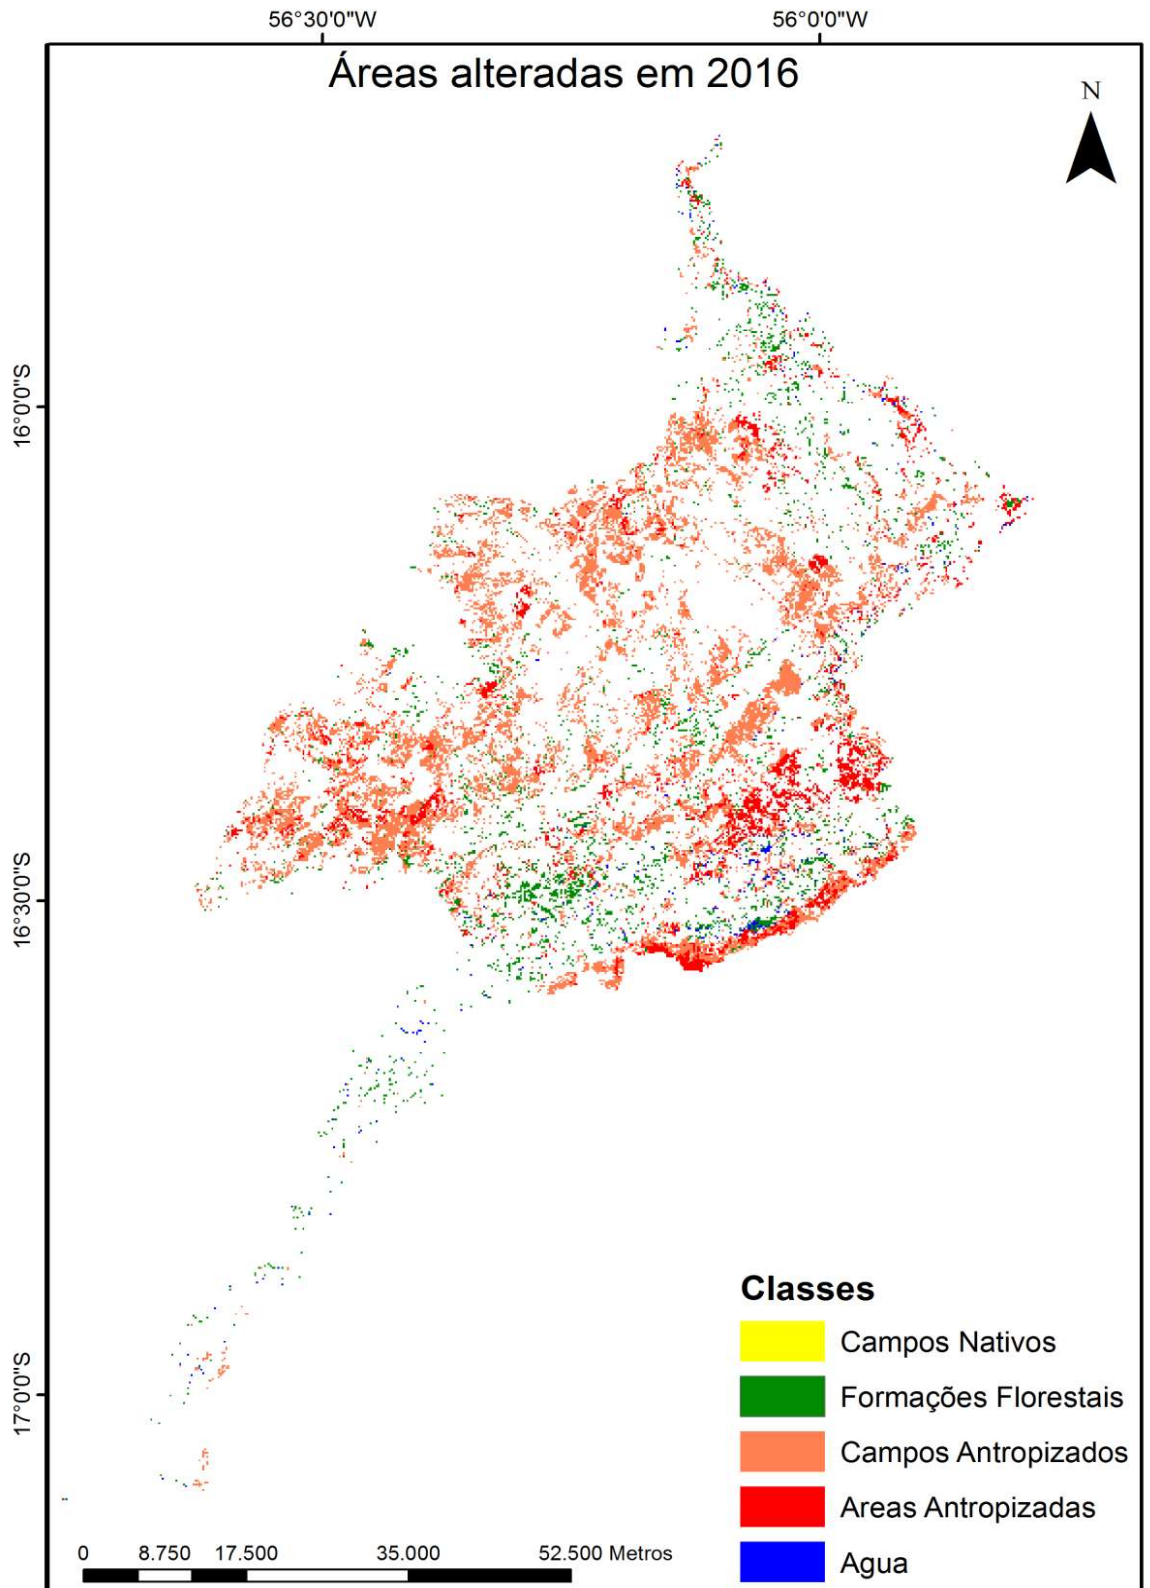 56°30'0"W 56°0'0"W
Áreas alteradas em 2016
N
16°0'0"S
16°30'0"S
17°0'0"S
Classes
Campos Nativos
Formações Florestais
Campos Antropizados
Areas Antropizadas
Agua
0 8.750 17.500 35.000 52.500 Metros